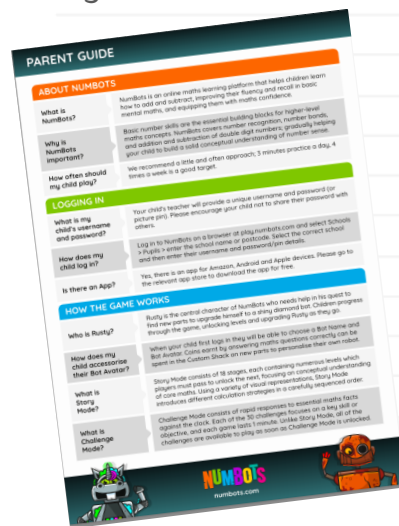 PARENT GUIDE
ABOUT NUMBOTS
What is
NumBots?
NumBots is an online maths learning platform that helps children learn
how to add and subtract, improving their fluency and recall in basic
mental maths, and equipping them with maths confidence.
Why is
NumBots
important?
Basic number skills are the essential building blocks for higher-level
maths concepts. NumBots covers number recognition, number bonds,
and addition and subtraction of double digit numbers; gradually helping
your child to build a solid conceptual understanding of number sense.
How often should
my child play?
We recommend a little and often approach; 3 minutes practice a day, 4
times a week is a good target.
LOGGING IN
What is my
child's username
and password?
Your child's teacher will provide a unique username and password (or
picture pin). Please encourage your child not to share their password with
others.
How does my
child log in?
Log in to NumBots on a browser at play.numbots.com and select Schools
> Pupils > enter the school name or postcode. Select the correct school
and then enter their username and password/pin details.
Is there an App?
Yes, there is an app for Amazon, Android and Apple devices. Please go to
the relevant app store to download the app for free.
HOW THE GAME WORKS
Who is Rusty?
Rusty is the central character of NumBots who needs help in his quest to
find new parts to upgrade himself to a shiny diamond bot. Children progress
through the game, unlocking levels and upgrading Rusty as they go.
How does my
child accessorise
their Bot Avatar?
When your child first logs in they will be able to choose a Bot Name and
Bot Avatar. Coins earnt by answering maths questions correctly can be
spent in the Custom Shack on new parts to personalise their own robot.
What is
Story
Mode?
Story Mode consists of 18 stages, each containing numerous levels which
players must pass to unlock the next, focusing on conceptual understanding
of core maths. Using a variety of visual representations, Story Mode
introduces different calculation strategies in a carefully sequenced order.
What is
Challenge
Mode?
Challenge Mode consists of rapid responses to essential maths facts
against the clock. Each of the 30 challenges focuses on a key skill or
objective, and each game lasts 1 minute. Unlike Story Mode, all of the
challenges are available to play as soon as Challenge Mode is unlocked.
NUMBOTS
numbots.com